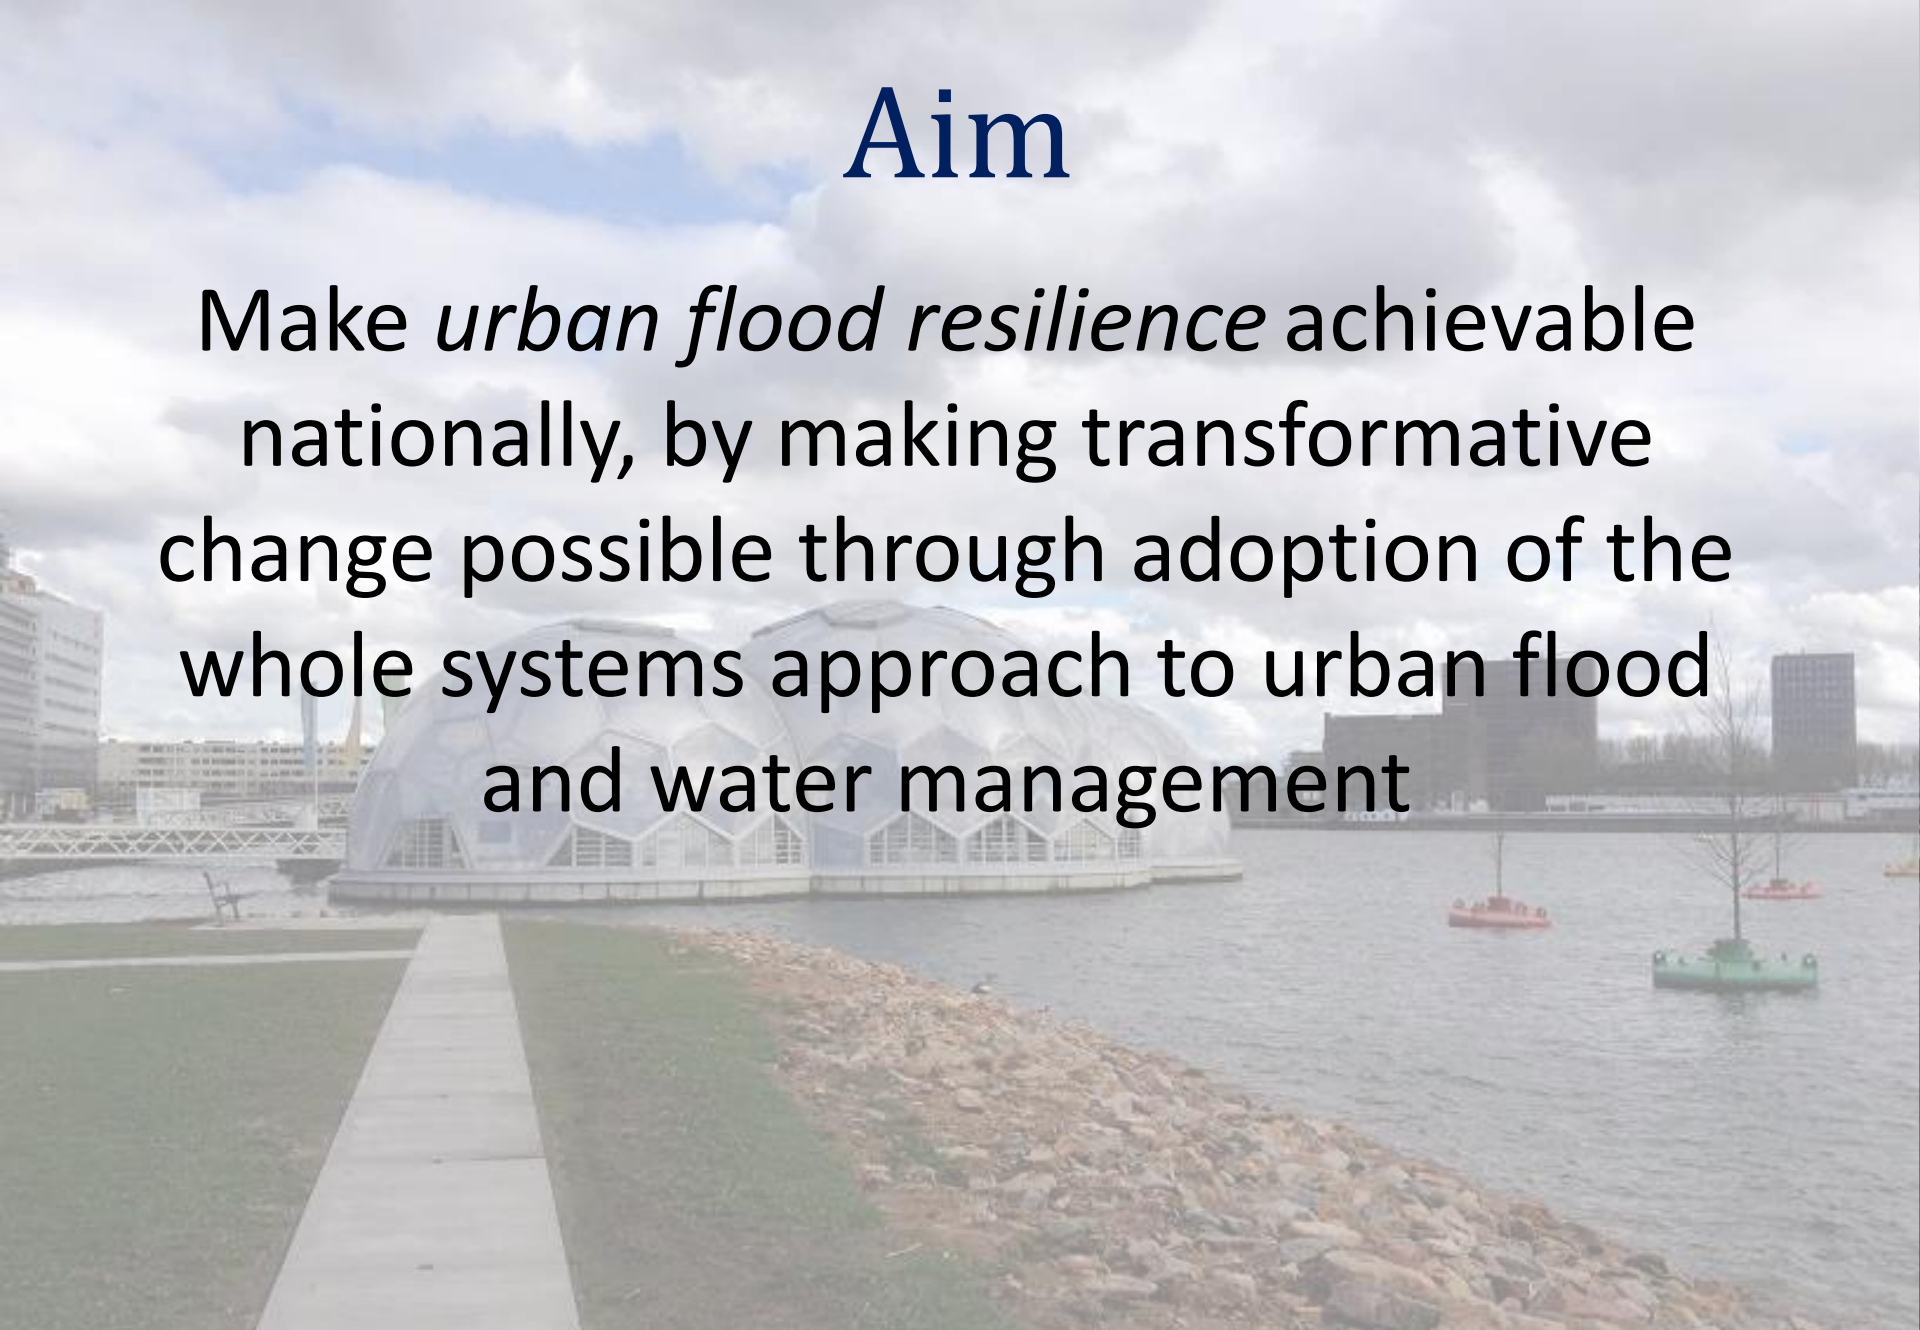 Aim
Make urban flood resilience achievable
nationally, by making transformative
change possible through adoption of the
whole systems approach to urban flood
and water management